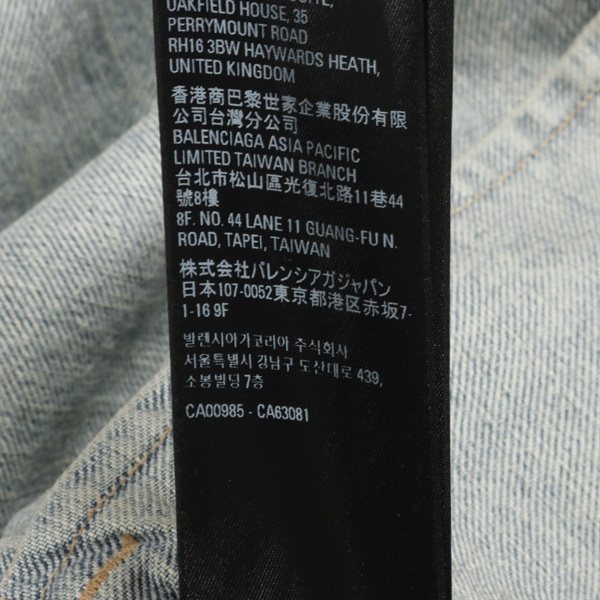 OAKFIELD HOUSE, 35
PERRYMOUNT ROAD
RH16 3BW HAYWARDS HEATH,
UNITED KINGDOM
香港商巴黎世家企業股份有限
公司台灣分公司
BALENCIAGA ASIA PACIFIC
LIMITED TAIWAN BRANCH
台北市松山區光復北路11巷44
號8樓
8F. NO. 44 LANE 11 GUANG-FU N.
ROAD, TAPEI, TAIWAN
株式会社バレンシアガジャパン
日本107-0052東京都港区赤坂7-
1-16 9F
발렌시아가코리아 주식회사
서울특별시 강남구 도산대로 439,
소봉빌딩 7층
CA00985 - CA63081